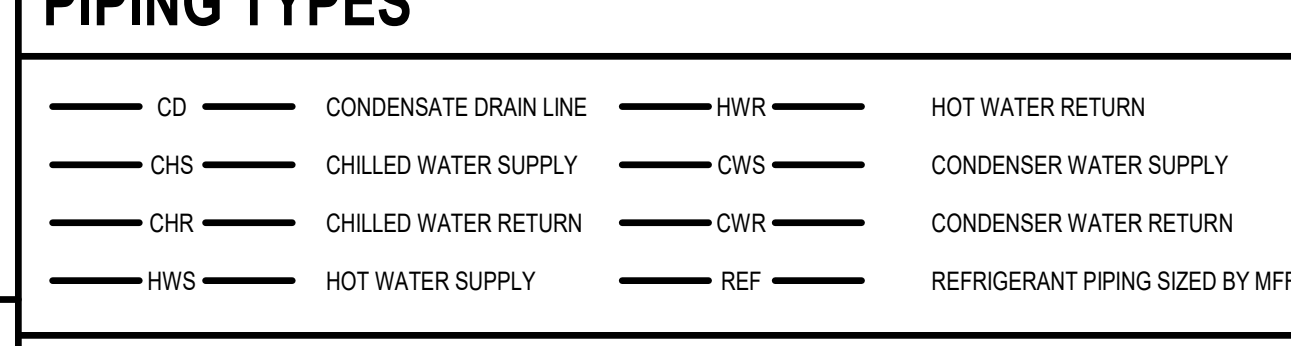 PIPING TYPES
CD CONDENSATE DRAIN LINE HWR HOT WATER RETURN
CHS CHILLED WATER SUPPLY CWS CONDENSER WATER SUPPLY
CHR CHILLED WATER RETURN CWR CONDENSER WATER RETURN
HWS HOT WATER SUPPLY REF REFRIGERANT PIPING SIZED BY